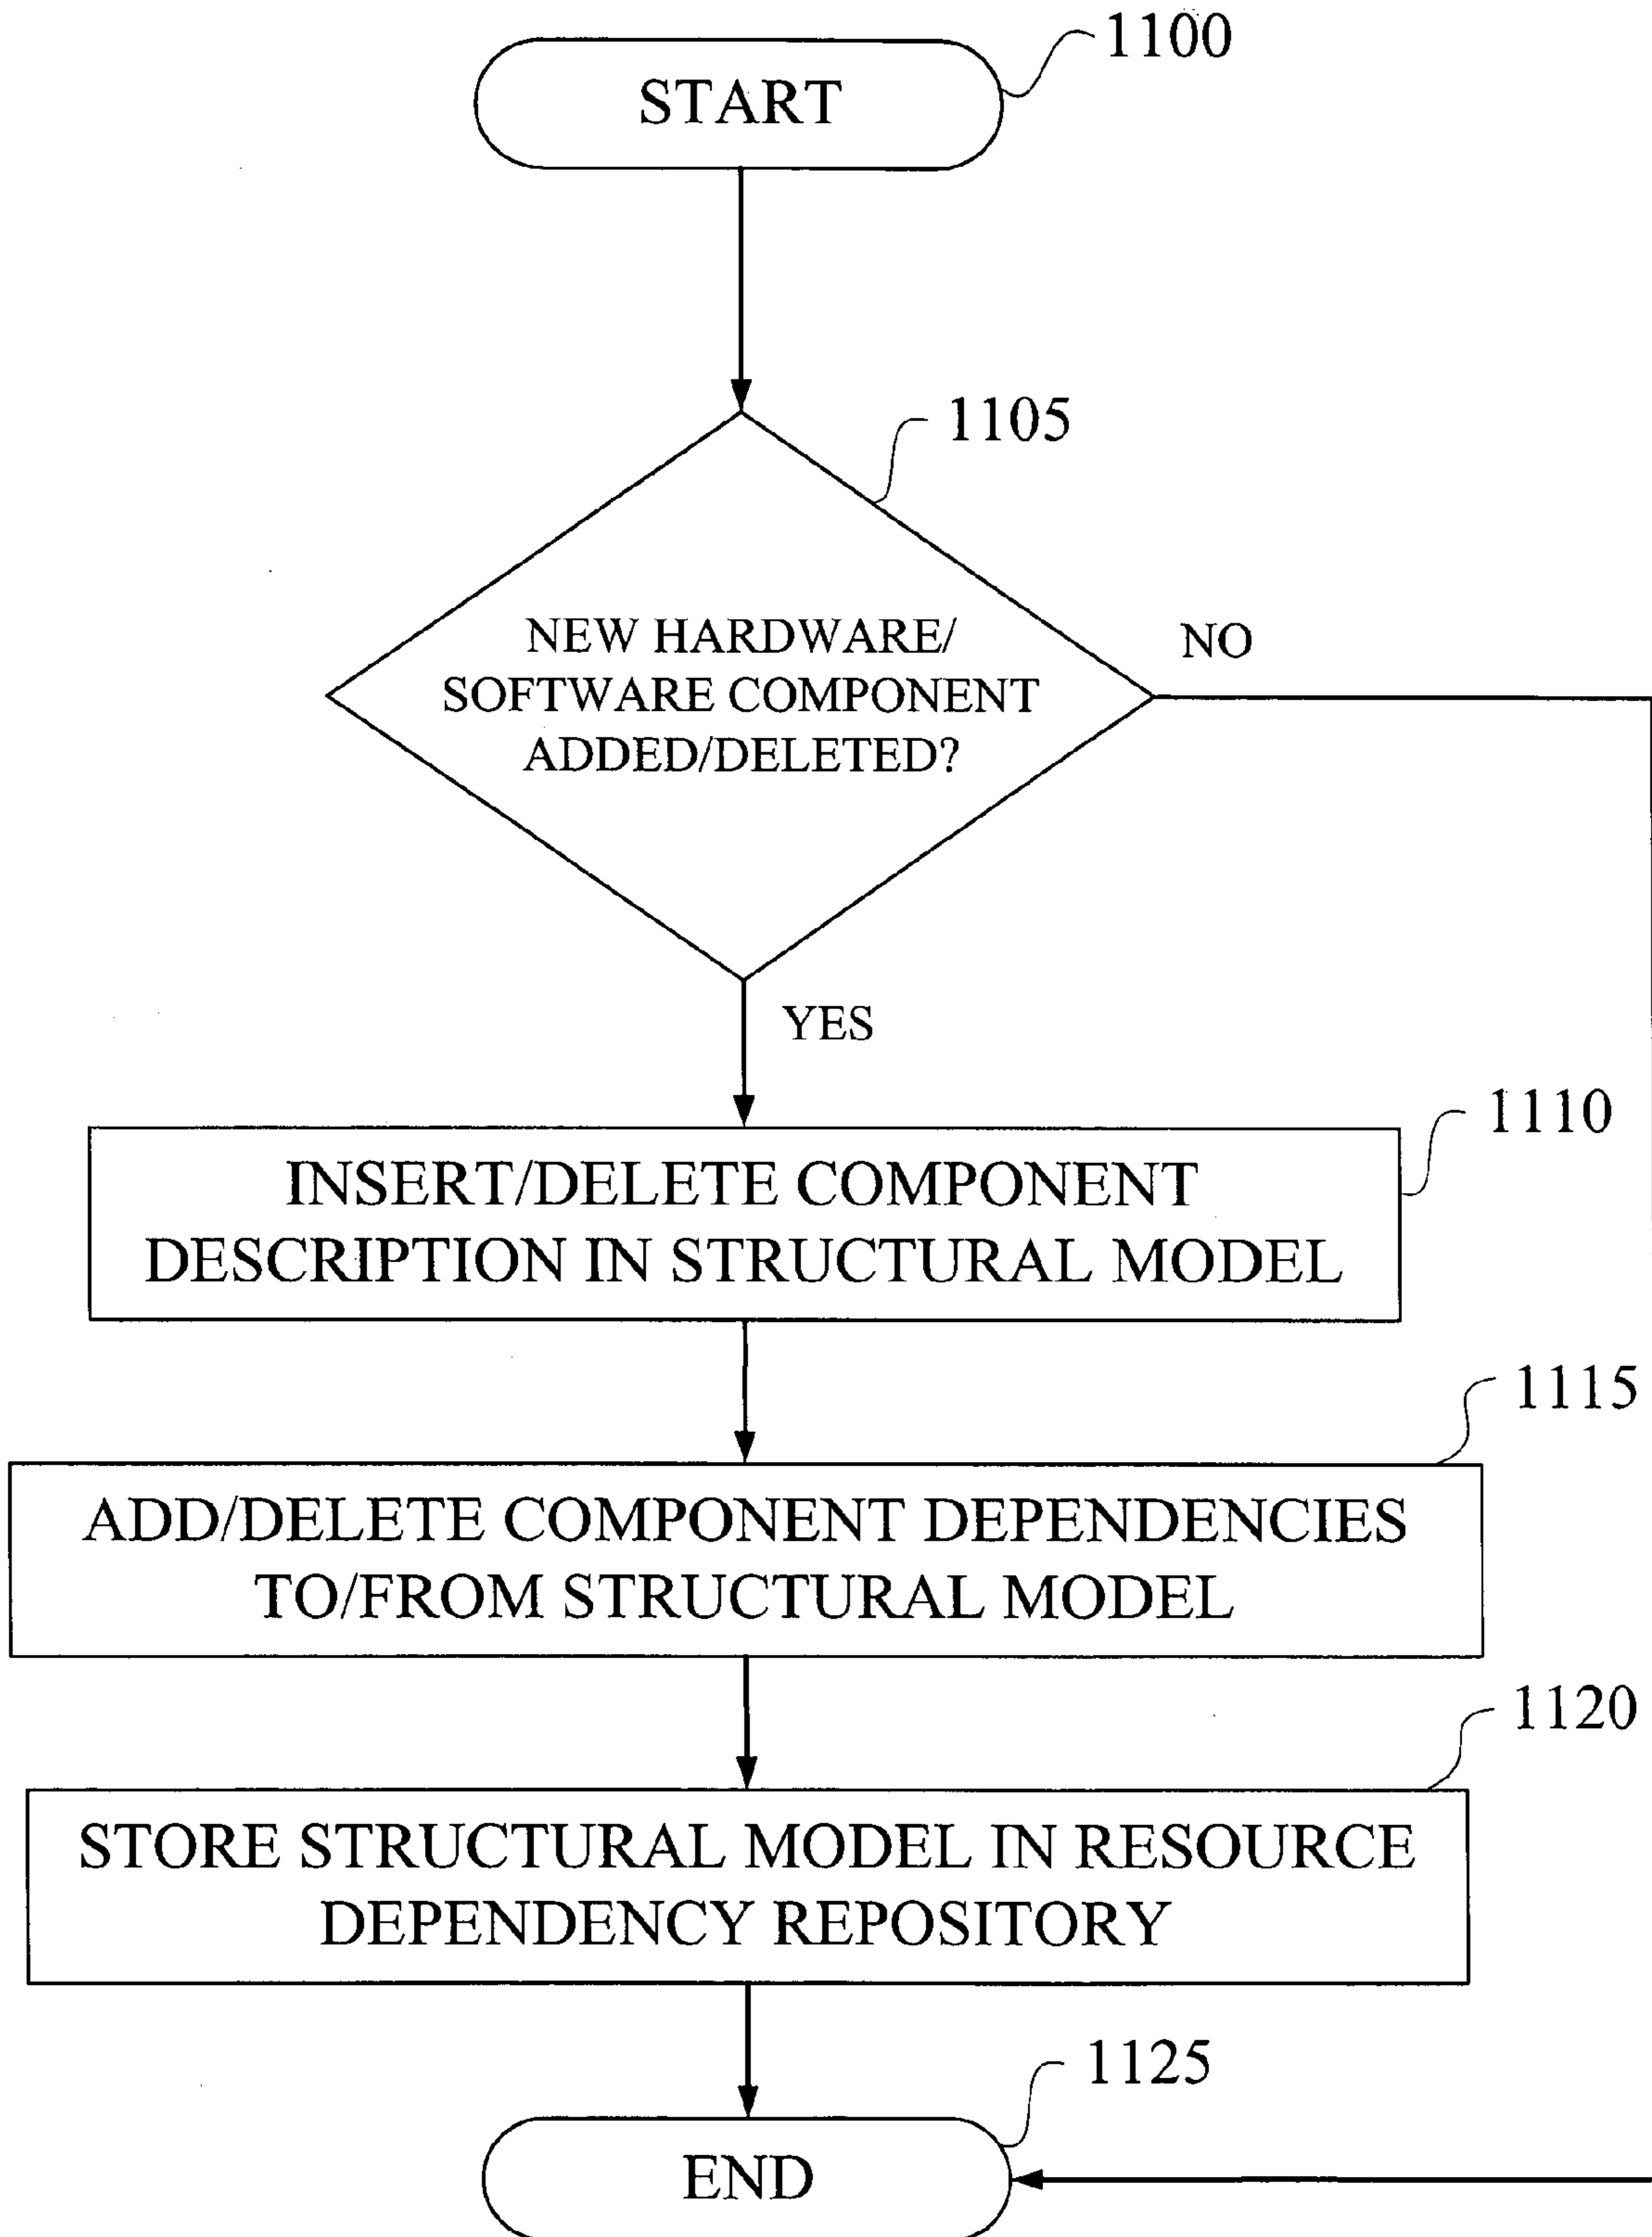 1100
START
1105
NEW HARDWARE/
SOFTWARE COMPONENT
ADDED/DELETED?
NO
YES
1110
INSERT/DELETE COMPONENT
DESCRIPTION IN STRUCTURAL MODEL
1115
ADD/DELETE COMPONENT DEPENDENCIES
TO/FROM STRUCTURAL MODEL
1120
STORE STRUCTURAL MODEL IN RESOURCE
DEPENDENCY REPOSITORY
1125
END